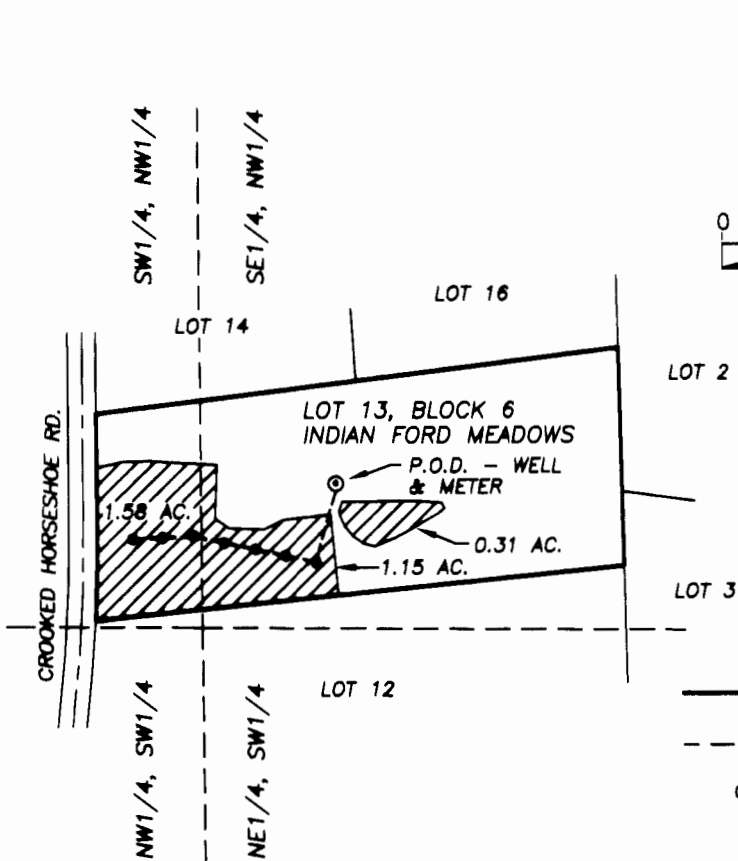 SW1/4, NW1/4
SE1/4, NW1/4
0
LOT 16
LOT 14
LOT 2
LOT 13, BLOCK 6
INDIAN FORD MEADOWS
P.O.D. - WELL
& METER
CROOKED HORSESHOE RD.
1.58 AC.
0.31 AC.
1.15 AC.
LOT 3
LOT 12
NW1/4, SW1/4
NE1/4, SW1/4